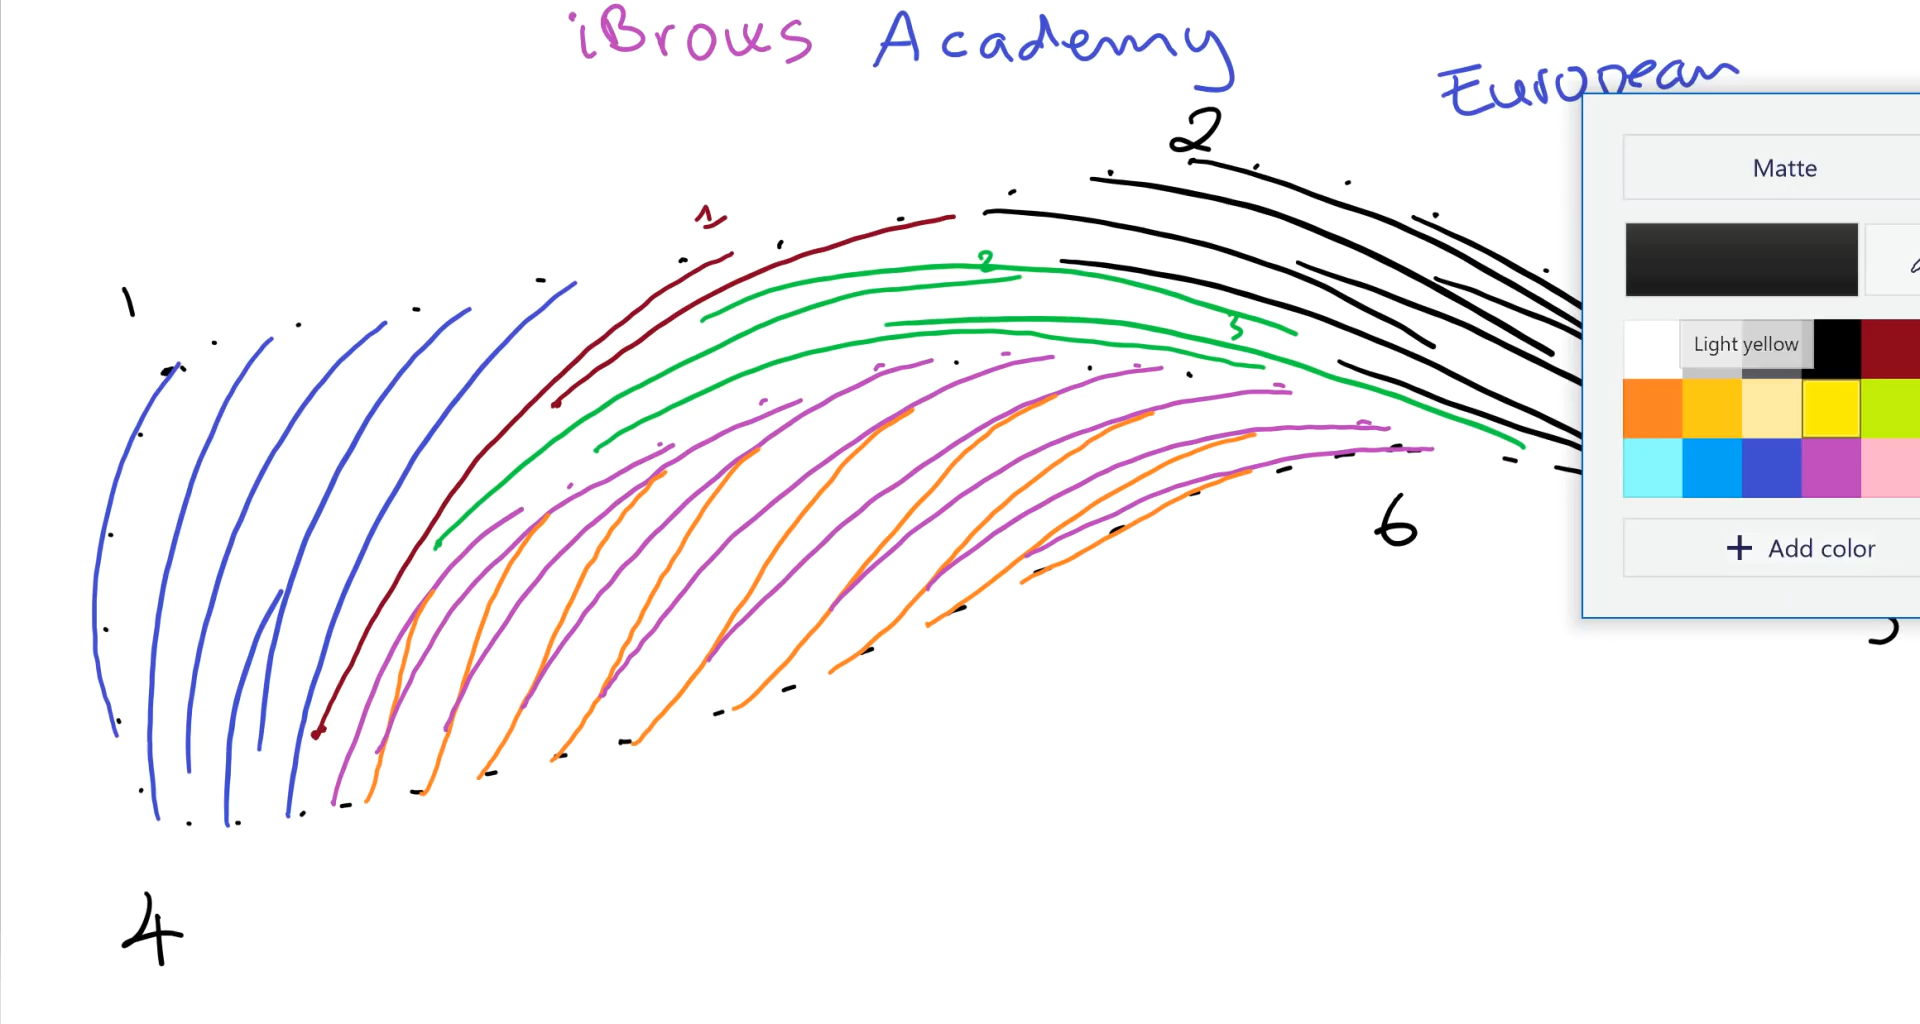 iBrows Academy
European
2
1
2
1
3
6
4
Matte
Light yellow
+ Add color